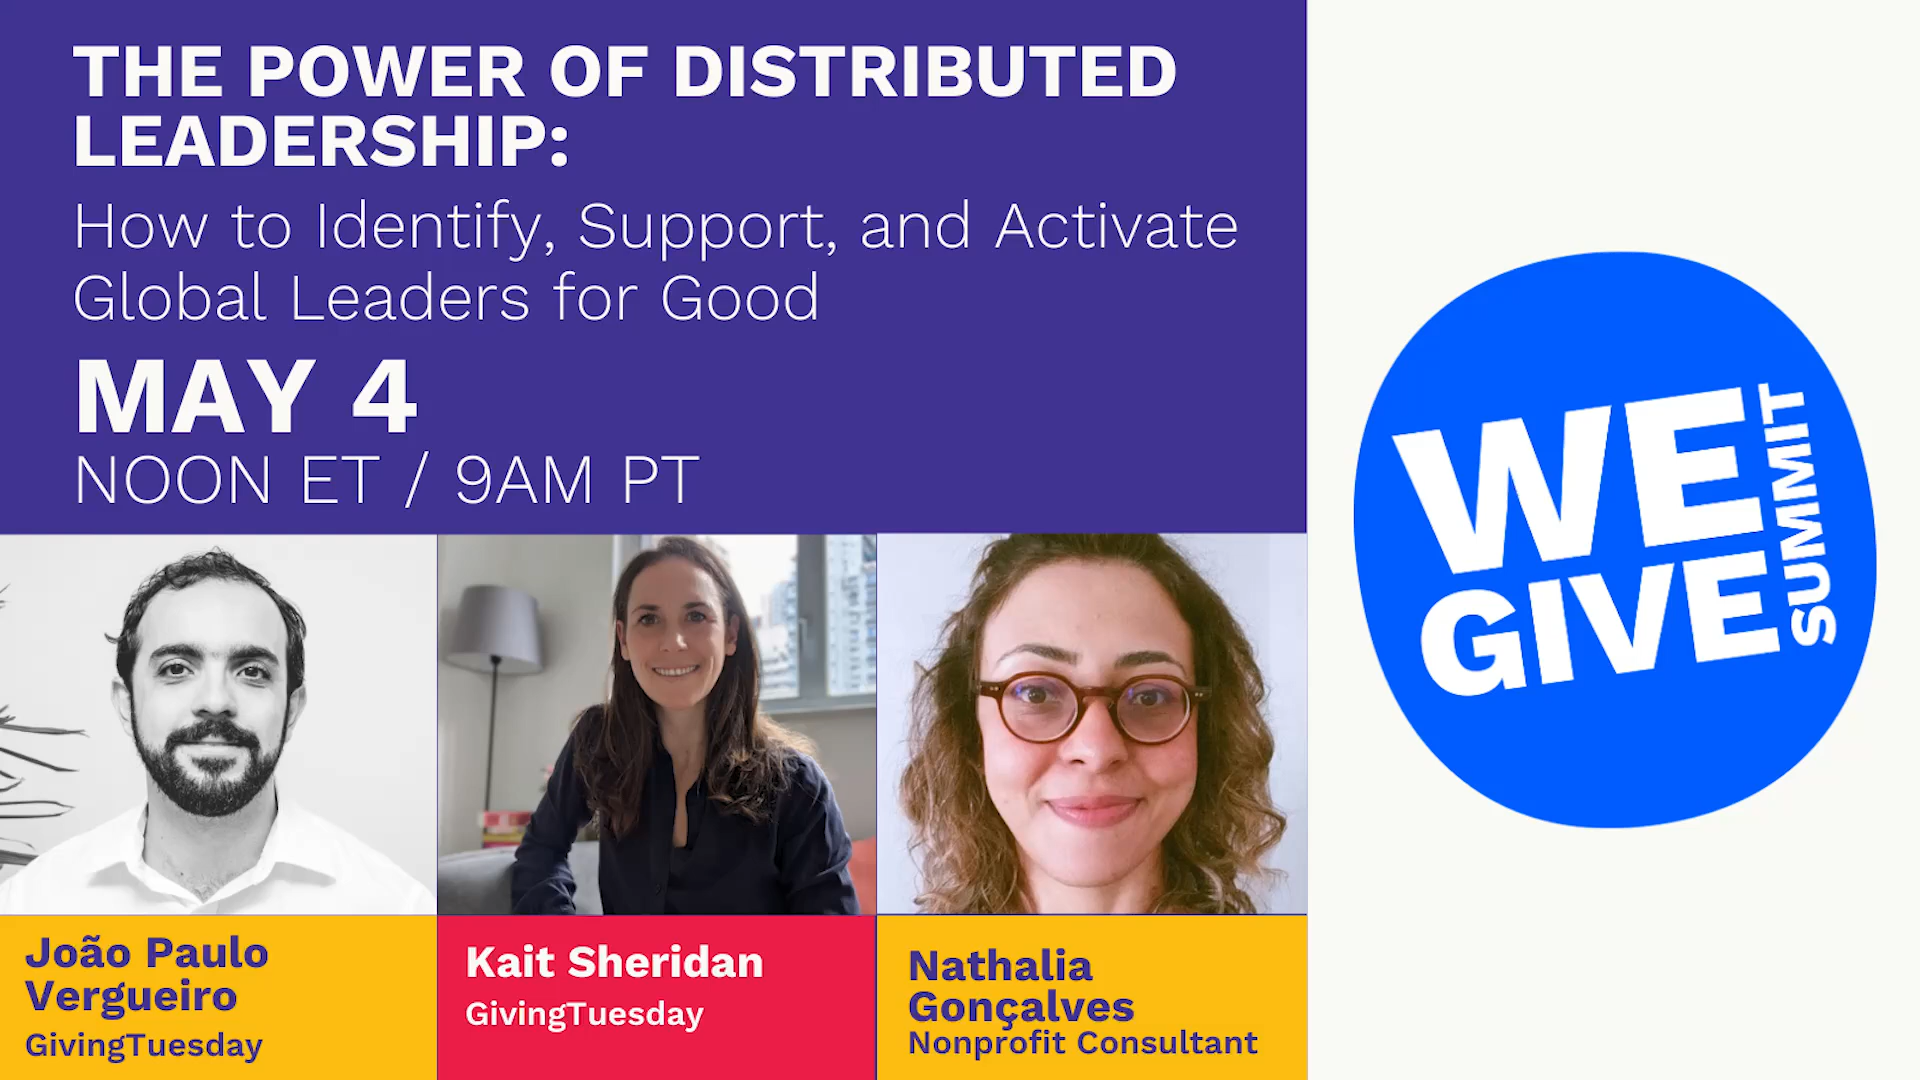 THE POWER OF DISTRIBUTED
LEADERSHIP:
How to Identify, Support, and Activate
Global Leaders for Good
MAY 4
NOON ET / 9AM PT
WE
GIVE
SUMMIT
João Paulo
Vergueiro
GivingTuesday
Kait Sheridan
GivingTuesday
Nathalia
Gonçalves
Nonprofit Consultant